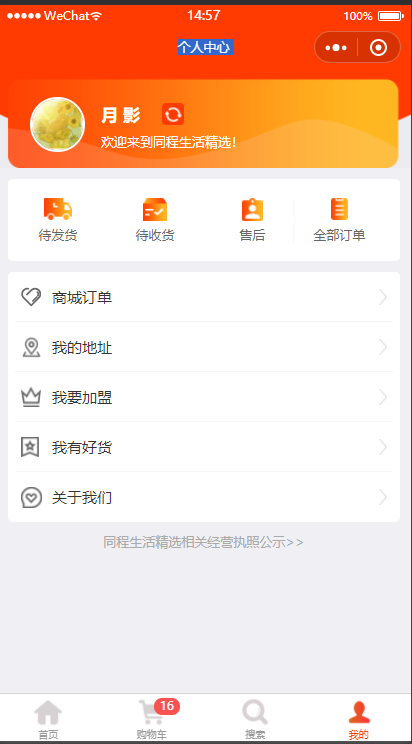 ●●●●● WeChat 14:57 100%
个人中心
月影
欢迎来到同程生活精选！
待发货 待收货 售后 全部订单
商城订单
我的地址
我要加盟
我有好货
关于我们
同程生活精选相关经营执照公示>>
16
首页 购物车 搜索 我的